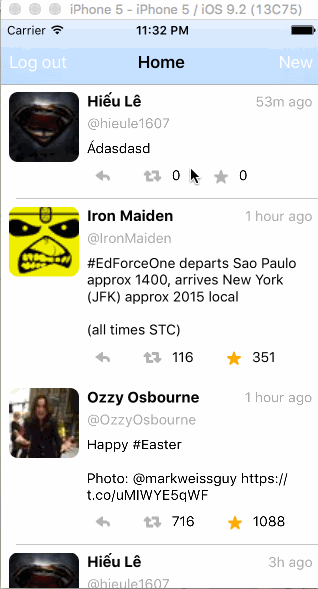 iPhone 5 - iPhone 5 / iOS 9.2 (13C75)
Carrier 11:32 PM
Log out Home New
Hiếu Lê 53m ago
@hieule1607
Ádasdasd
0 0
Iron Maiden 1 hour ago
@IronMaiden
#EdForceOne departs Sao Paulo
approx 1400, arrives New York
(JFK) approx 2015 local
(all times STC)
116 351
Ozzy Osbourne 1 hour ago
@OzzyOsbourne
Happy #Easter
Photo: @markweissguy https://
t.co/uMIWYE5qWF
716 1088
Hiếu Lê 3h ago
@hieule1607